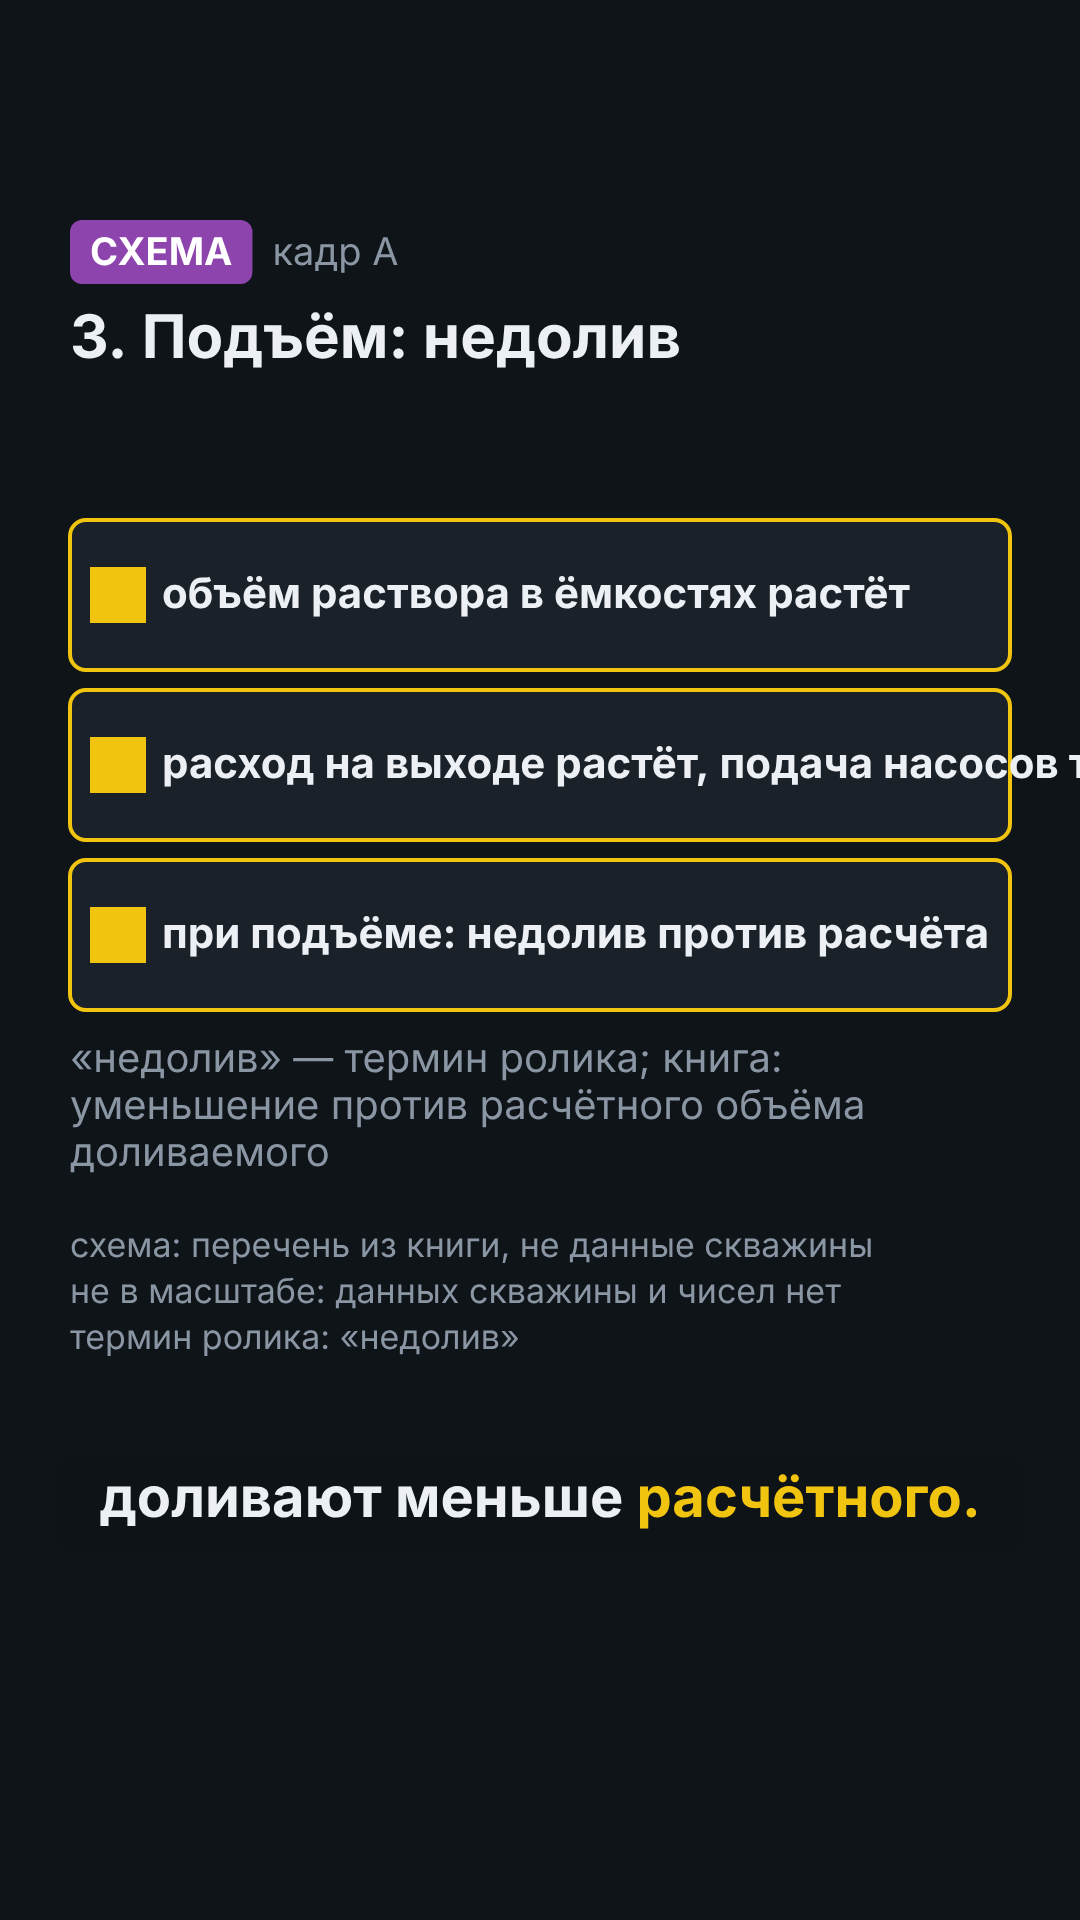 СХЕМА кадр А
3. Подъём: недолив
объём раствора в ёмкостях растёт
расход на выходе растёт, подача насосов
при подъёме: недолив против расчёта
«недолив» — термин ролика; книга:
уменьшение против расчётного объёма
доливаемого
схема: перечень из книги, не данные скважины
не в масштабе: данных скважины и чисел нет
термин ролика: «недолив»
доливают меньше расчётного.